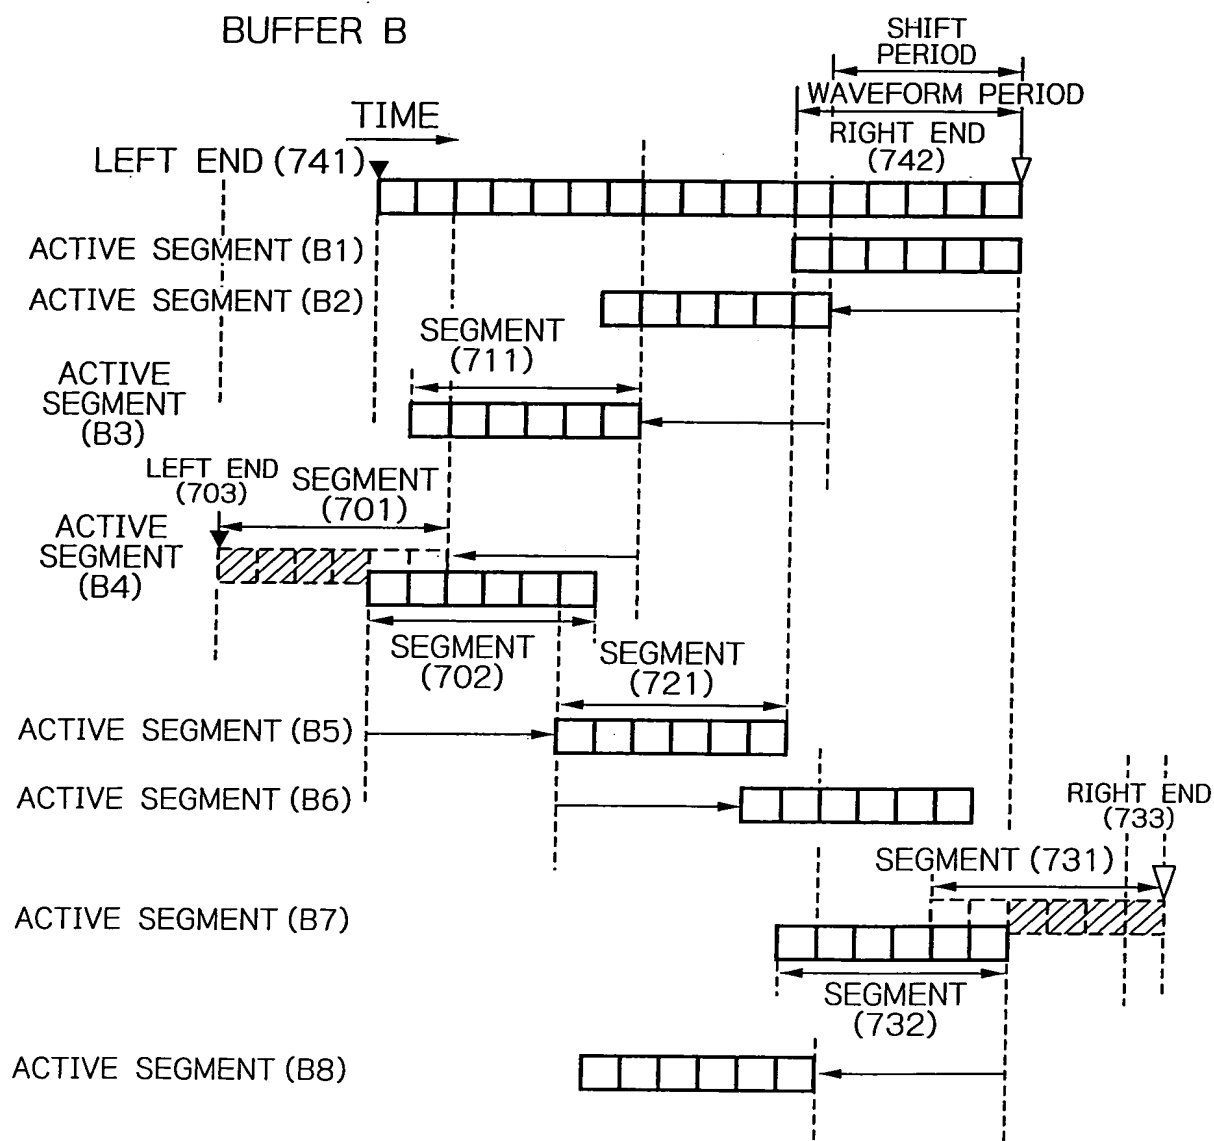 BUFFER B
SHIFT
PERIOD
WAVEFORM PERIOD
TIME
RIGHT END
(742)
LEFT END (741)
ACTIVE SEGMENT (B1)
ACTIVE SEGMENT (B2)
SEGMENT
(711)
ACTIVE
SEGMENT
(B3)
LEFT END
(703)
SEGMENT
(701)
ACTIVE
SEGMENT
(B4)
SEGMENT
(702)
SEGMENT
(721)
ACTIVE SEGMENT (B5)
ACTIVE SEGMENT (B6)
RIGHT END
(733)
SEGMENT (731)
ACTIVE SEGMENT (B7)
SEGMENT
(732)
ACTIVE SEGMENT (B8)